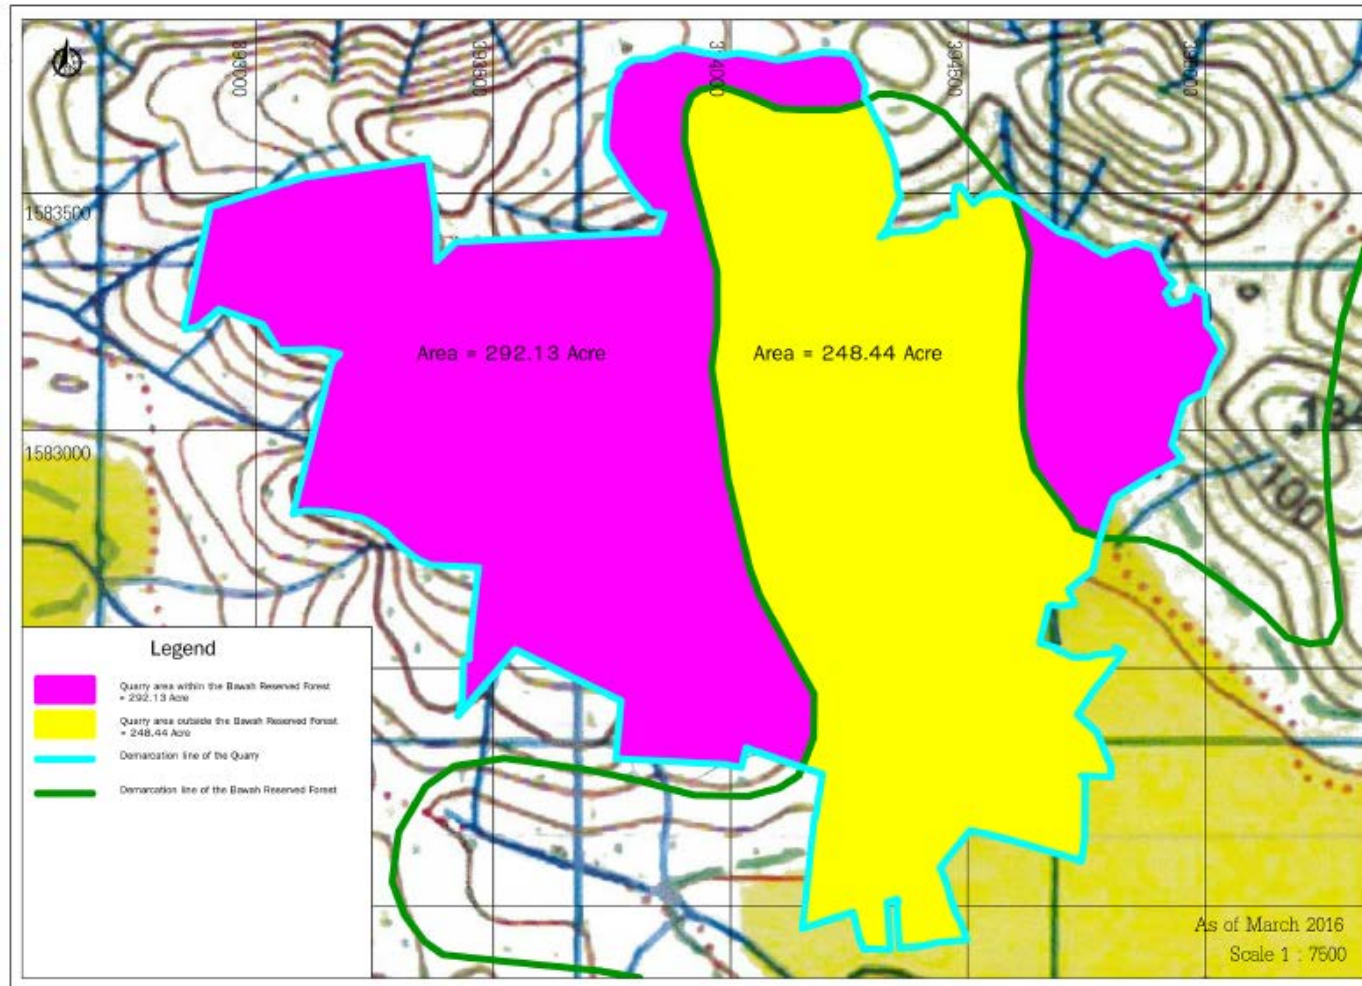 393000
393500
394000
394500
1583500
1583000
Area = 292.13 Acre
Area = 248.44 Acre
134
100
Legend
Quarry area within the Bawah Reserved Forest
= 292.13 Acre
Quarry area outside the Bawah Reserved Forest
= 248.44 Acre
Demarcation line of the Quarry
Demarcation line of the Bawah Reserved Forest
As of March 2016
Scale 1 : 7500